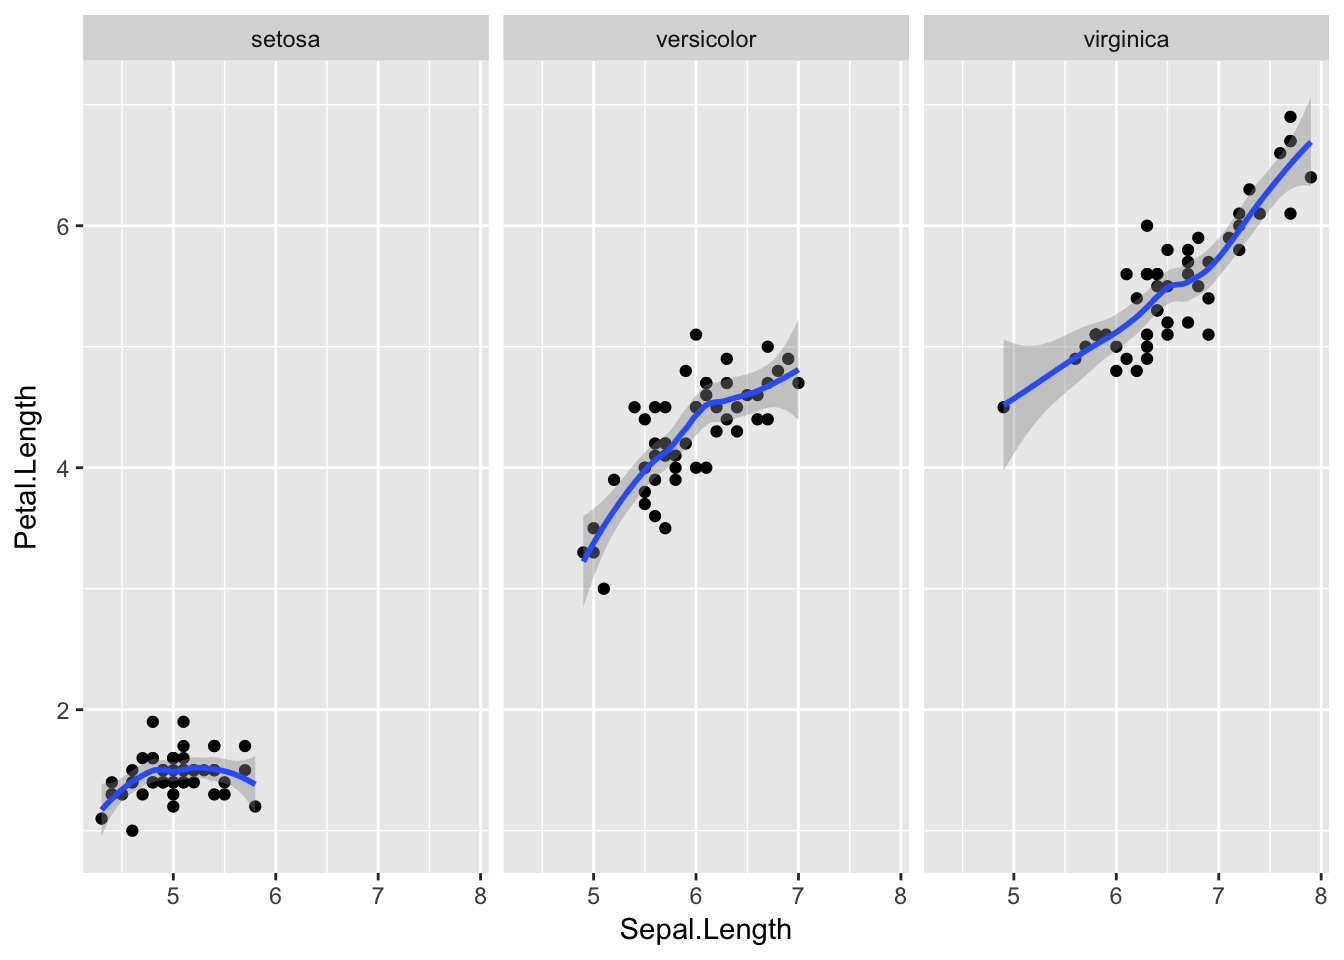 setosa
versicolor
virginica
Petal.Length
6
4
2
5 6 7 8
5 6 7 8
5 6 7 8
Sepal.Length